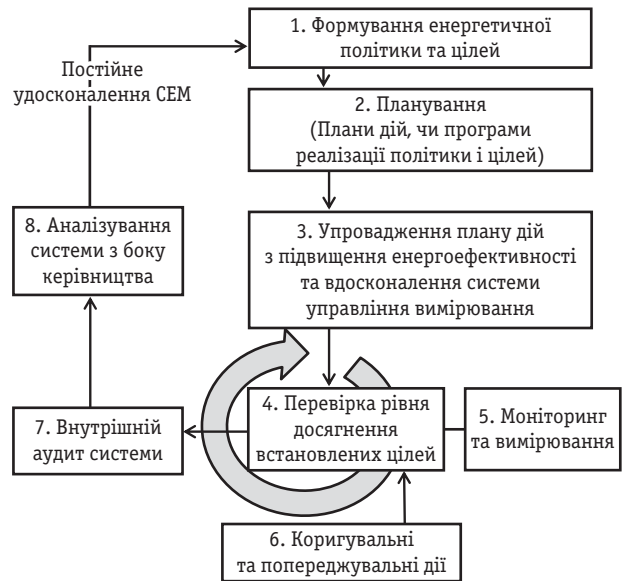 1. Формування енергетичної
політики та цілей
Постійне
удосконалення СЕМ
2. Планування
(Плани дій, чи програми
реалізації політики і цілей)
3. Упровадження плану дій
з підвищення енергоефективності
та вдосконалення системи
управління вимірювання
8. Аналізування
системи з боку
керівництва
4. Перевірка рівня
досягнення
встановлених цілей
5. Моніторинг
та вимірювання
7. Внутрішній
аудит системи
6. Коригувальні
та попереджувальні дії